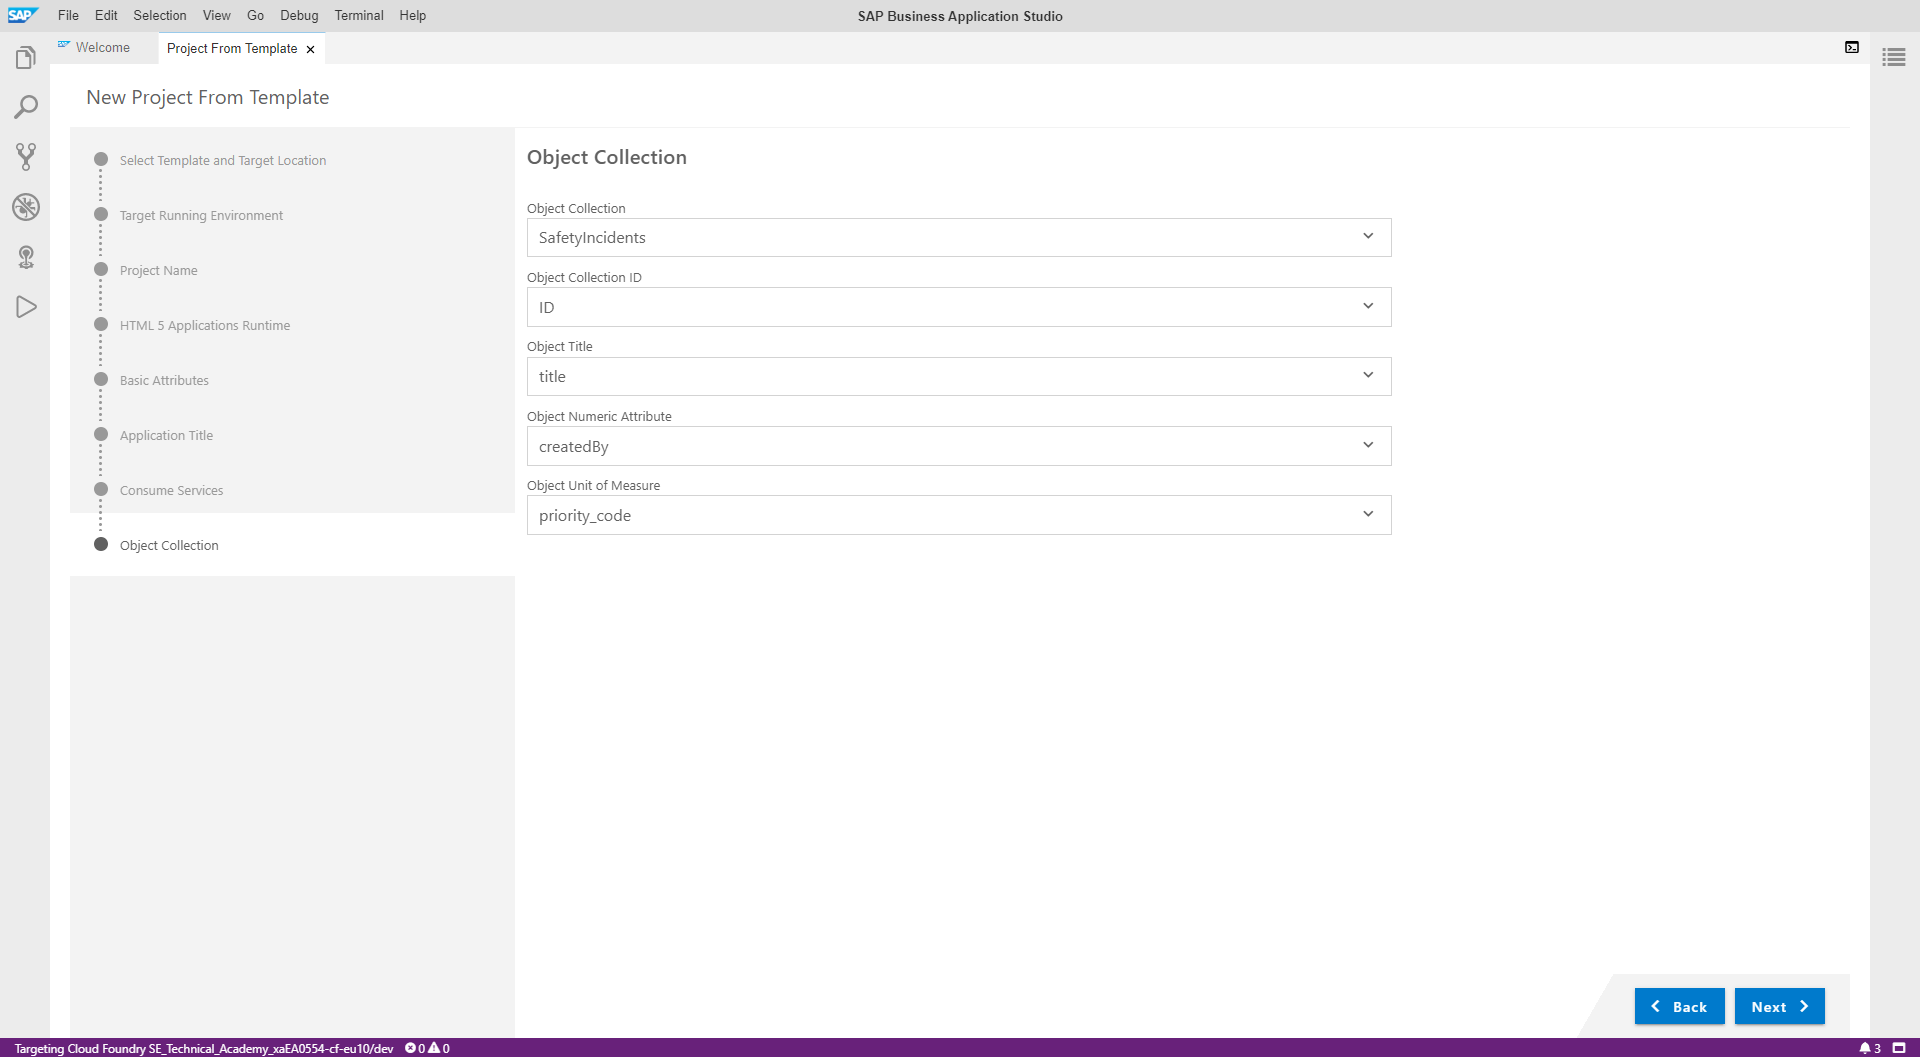 SAP File Edit Selection View Go Debug Terminal Help SAP Business Application Studio
SAP Welcome Project From Template
New Project From Template
Select Template and Target Location
Target Running Environment
Project Name
HTML 5 Applications Runtime
Basic Attributes
Application Title
Consume Services
Object Collection
Object Collection
Object Collection
SafetyIncidents
Object Collection ID
ID
Object Title
title
Object Numeric Attribute
createdBy
Object Unit of Measure
priority_code
Back Next
Targeting Cloud Foundry SE_Technical_Academy_xaEA0554-cf-eu10/dev 0 0 3